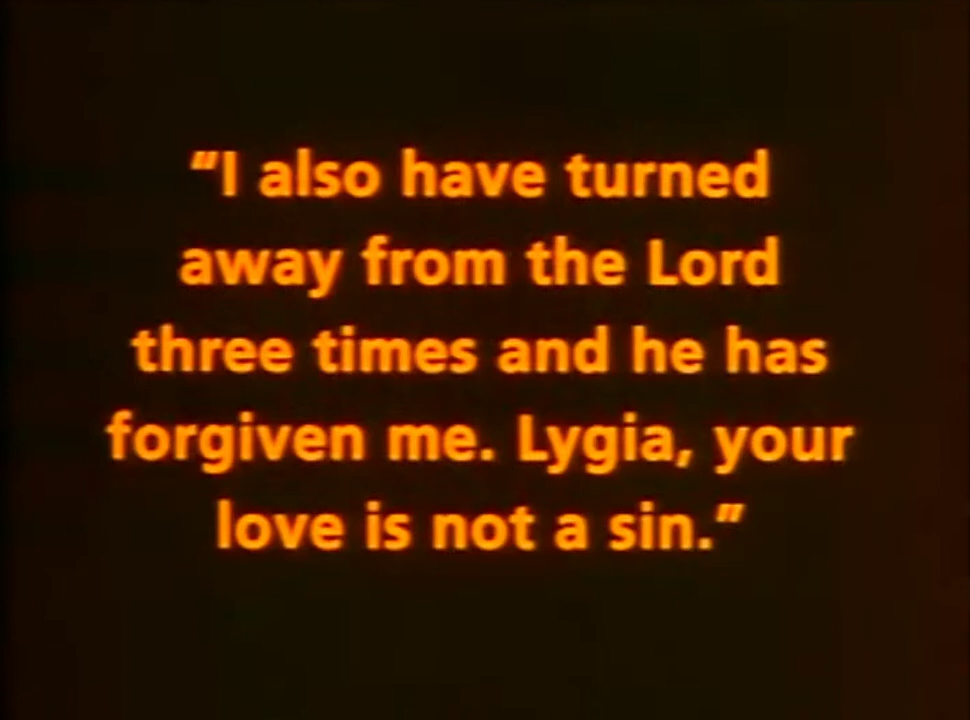 “I also have turned
away from the Lord
three times and he has
forgiven me. Lygia, your
love is not a sin.”